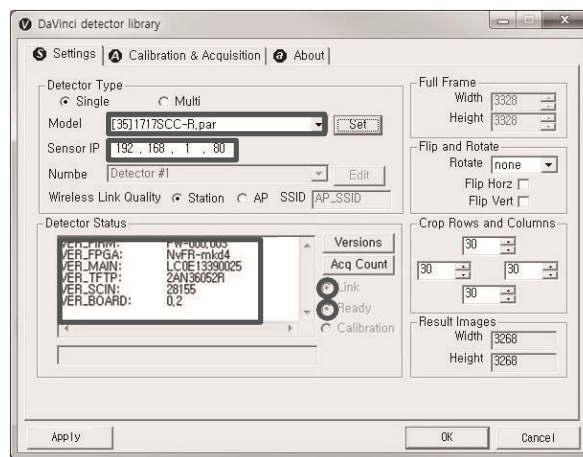 DaVinci detector library
Settings
Calibration & Acquisition
About
Detector Type
Single
Multi
Model
[35]1717SCC-R,par
Set
Sensor IP
192 . 168 . 1 . 80
Numbe
Detector #1
Edit
Wireless Link Quality
Station
AP
SSID
AP_SSID
Detector Status
VER_FIRM: FW-000,003
VER_FPGA: NvFR-mkd4
VER_MAIN: LC0E13390025
VER_TFTP: 2AN36052R
VER_SCIN: 28155
VER_BOARD: 0,2
Versions
Acq Count
Link
Ready
Calibration
Full Frame
Width 3328
Height 3328
Flip and Rotate
Rotate none
Flip Horz
Flip Vert
Crop Rows and Columns
30
30 30
30
Result Images
Width 3268
Height 3268
Apply
OK
Cancel